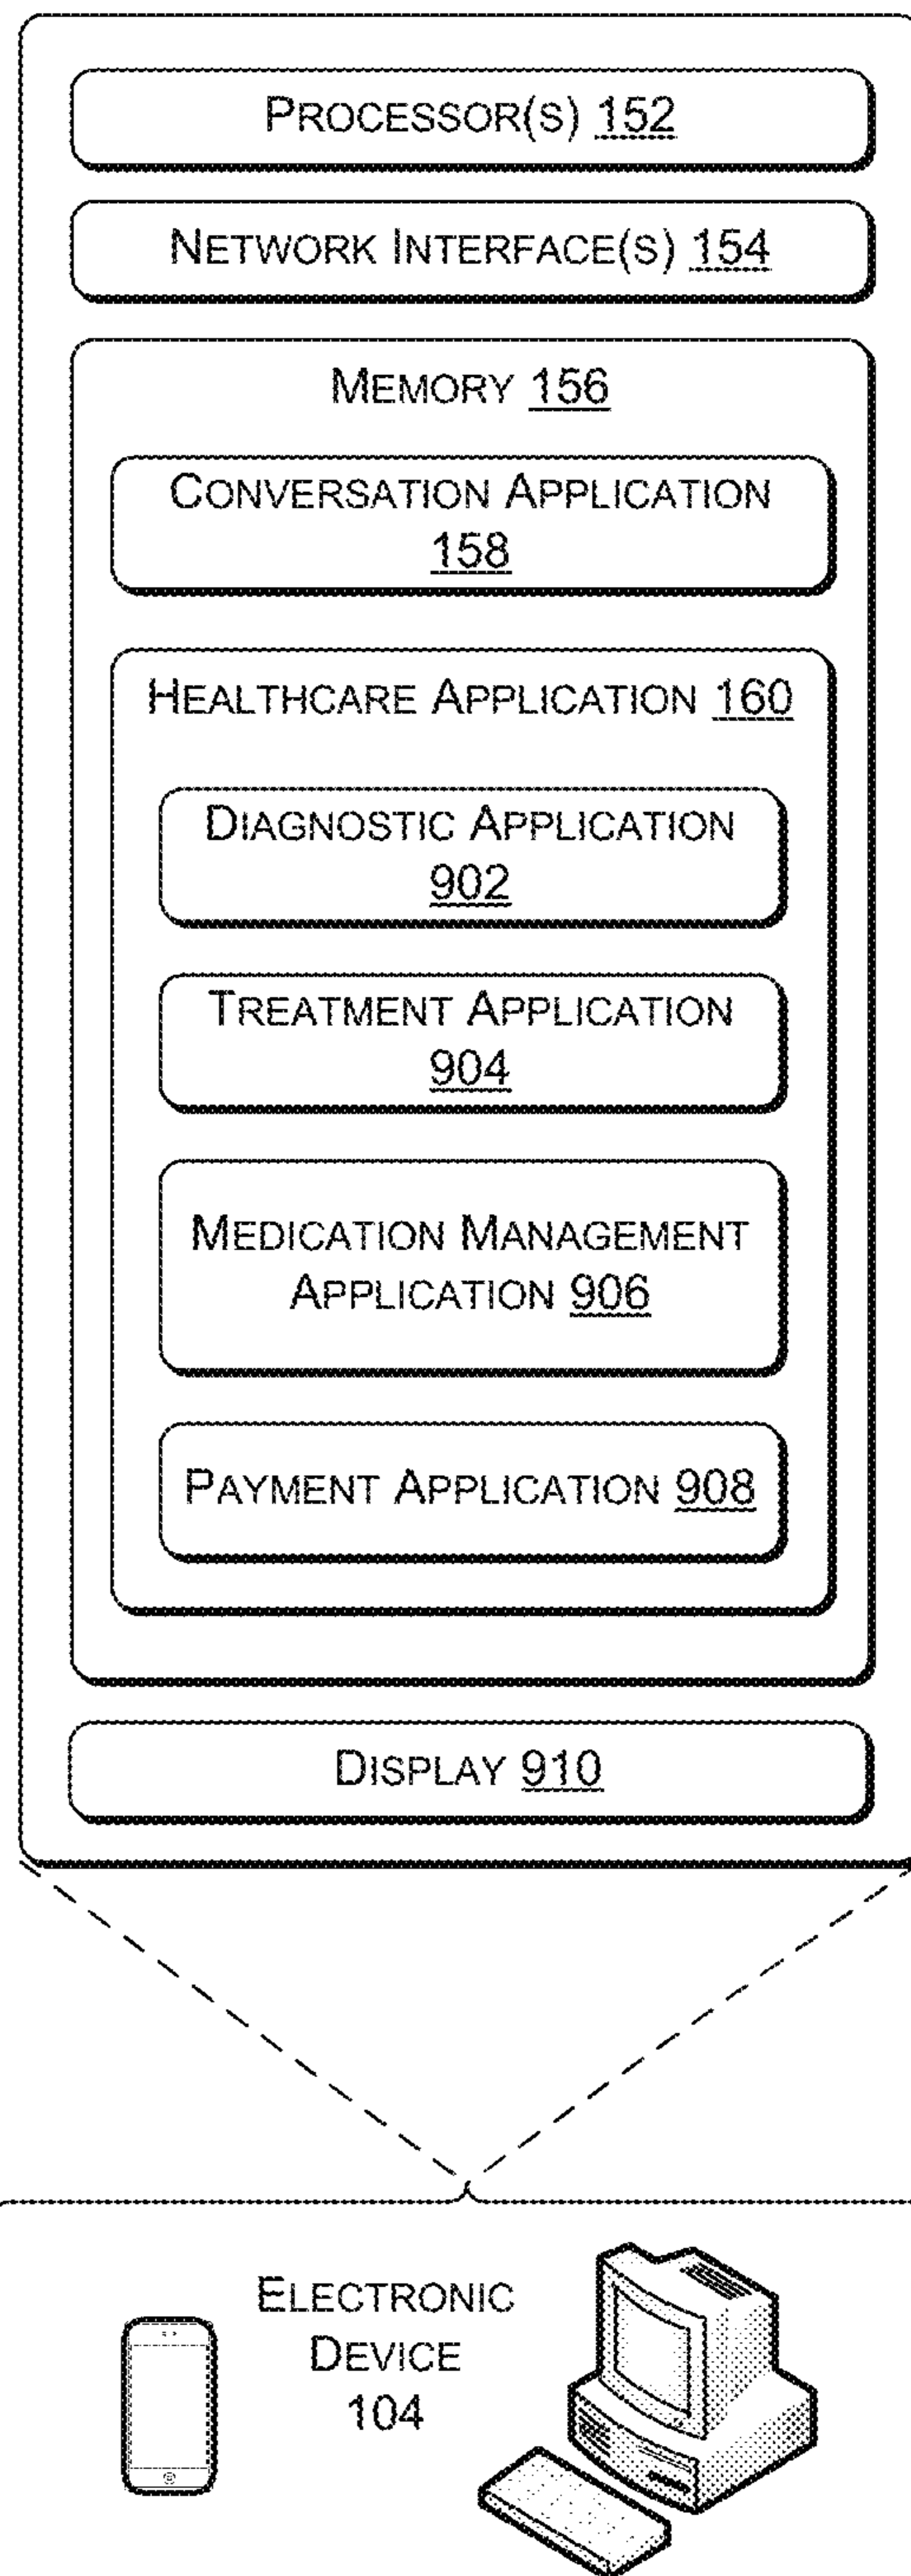 PROCESSOR(S) 152
NETWORK INTERFACE(S) 154
MEMORY 156
CONVERSATION APPLICATION
158
HEALTHCARE APPLICATION 160
DIAGNOSTIC APPLICATION
902
TREATMENT APPLICATION
904
MEDICATION MANAGEMENT
APPLICATION 906
PAYMENT APPLICATION 908
DISPLAY 910
ELECTRONIC
DEVICE
104